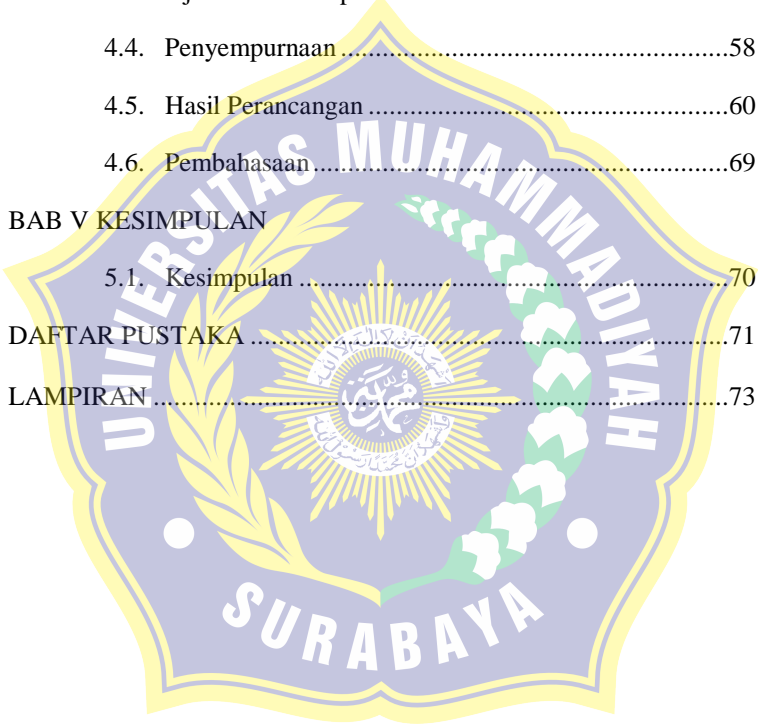 4.4. Penyempurnaan ................................................................58
4.5. Hasil Perancangan ............................................................60
4.6. Pembahasaan.....................................................................69
BAB V KESIMPULAN
5.1. Kesimpulan .......................................................................70
DAFTAR PUSTAKA ..........................................................................71
LAMPIRAN .........................................................................................73
UNIVERSITAS MUHAMMADIYAH
SURABAYA